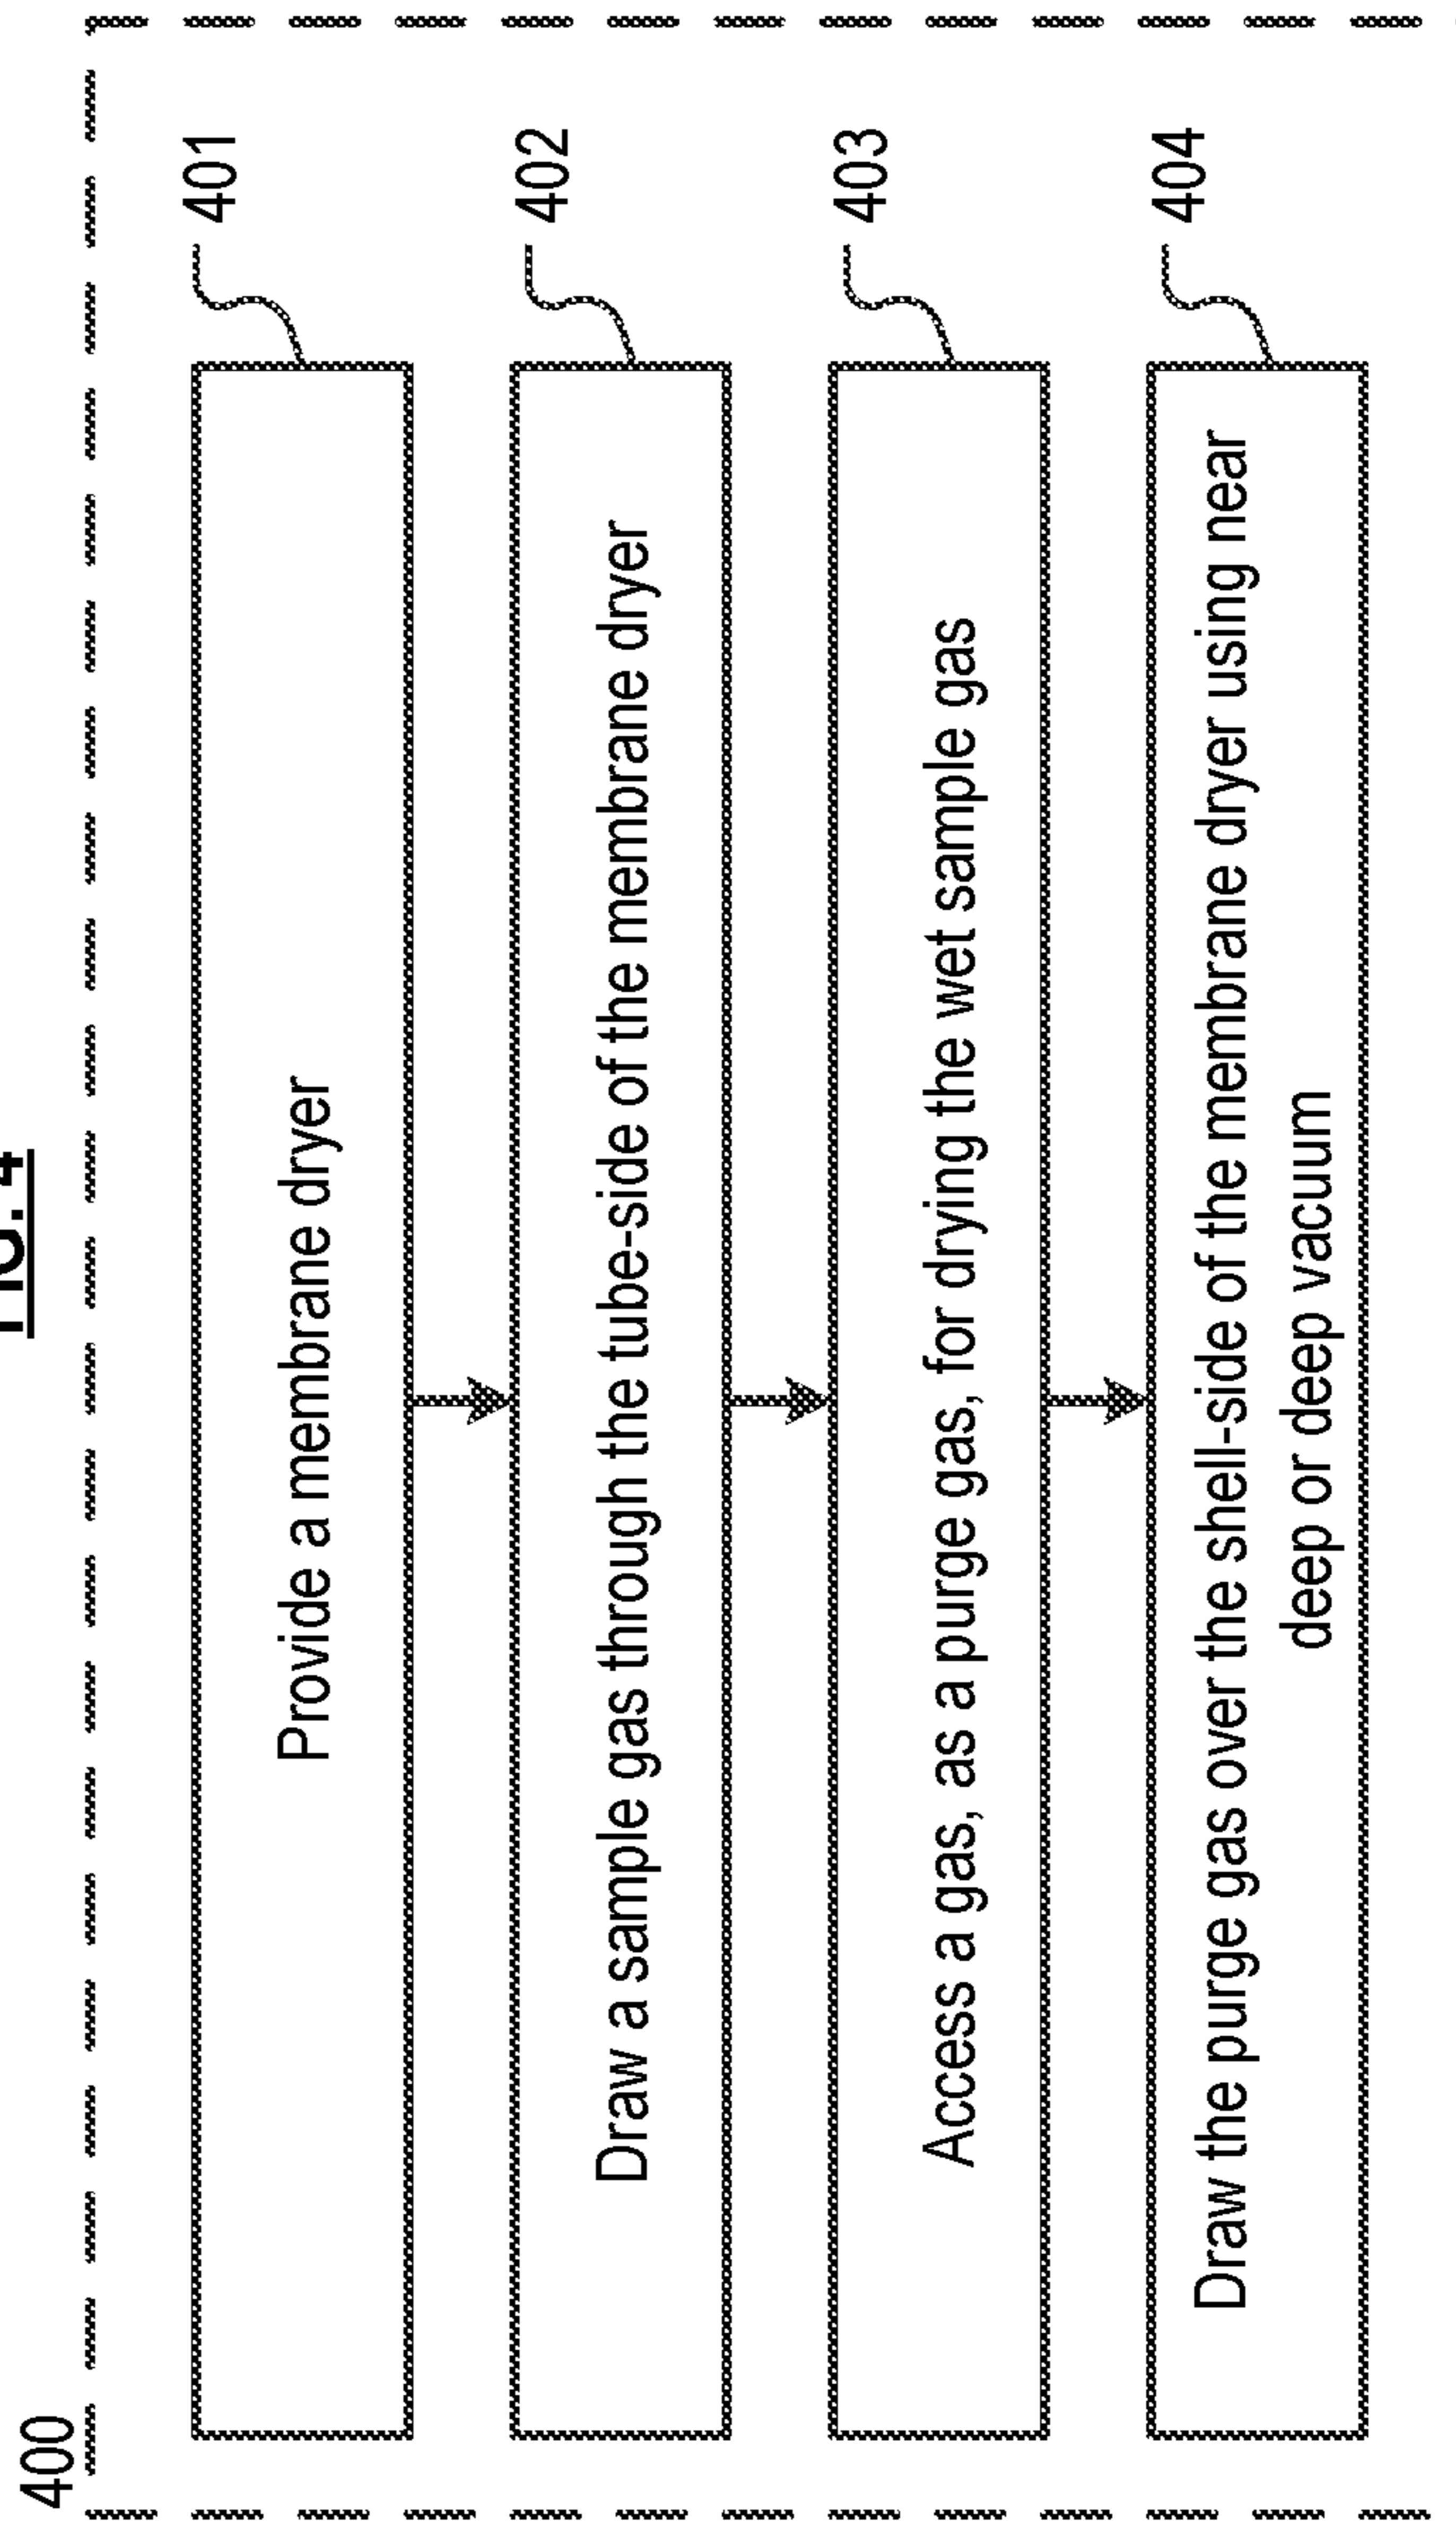 FIG. 4
400
Provide a membrane dryer
401
Draw a sample gas through the tube-side of the membrane dryer
402
Access a gas, as a purge gas, for drying the wet sample gas
403
Draw the purge gas over the shell-side of the membrane dryer using near
deep or deep vacuum
404